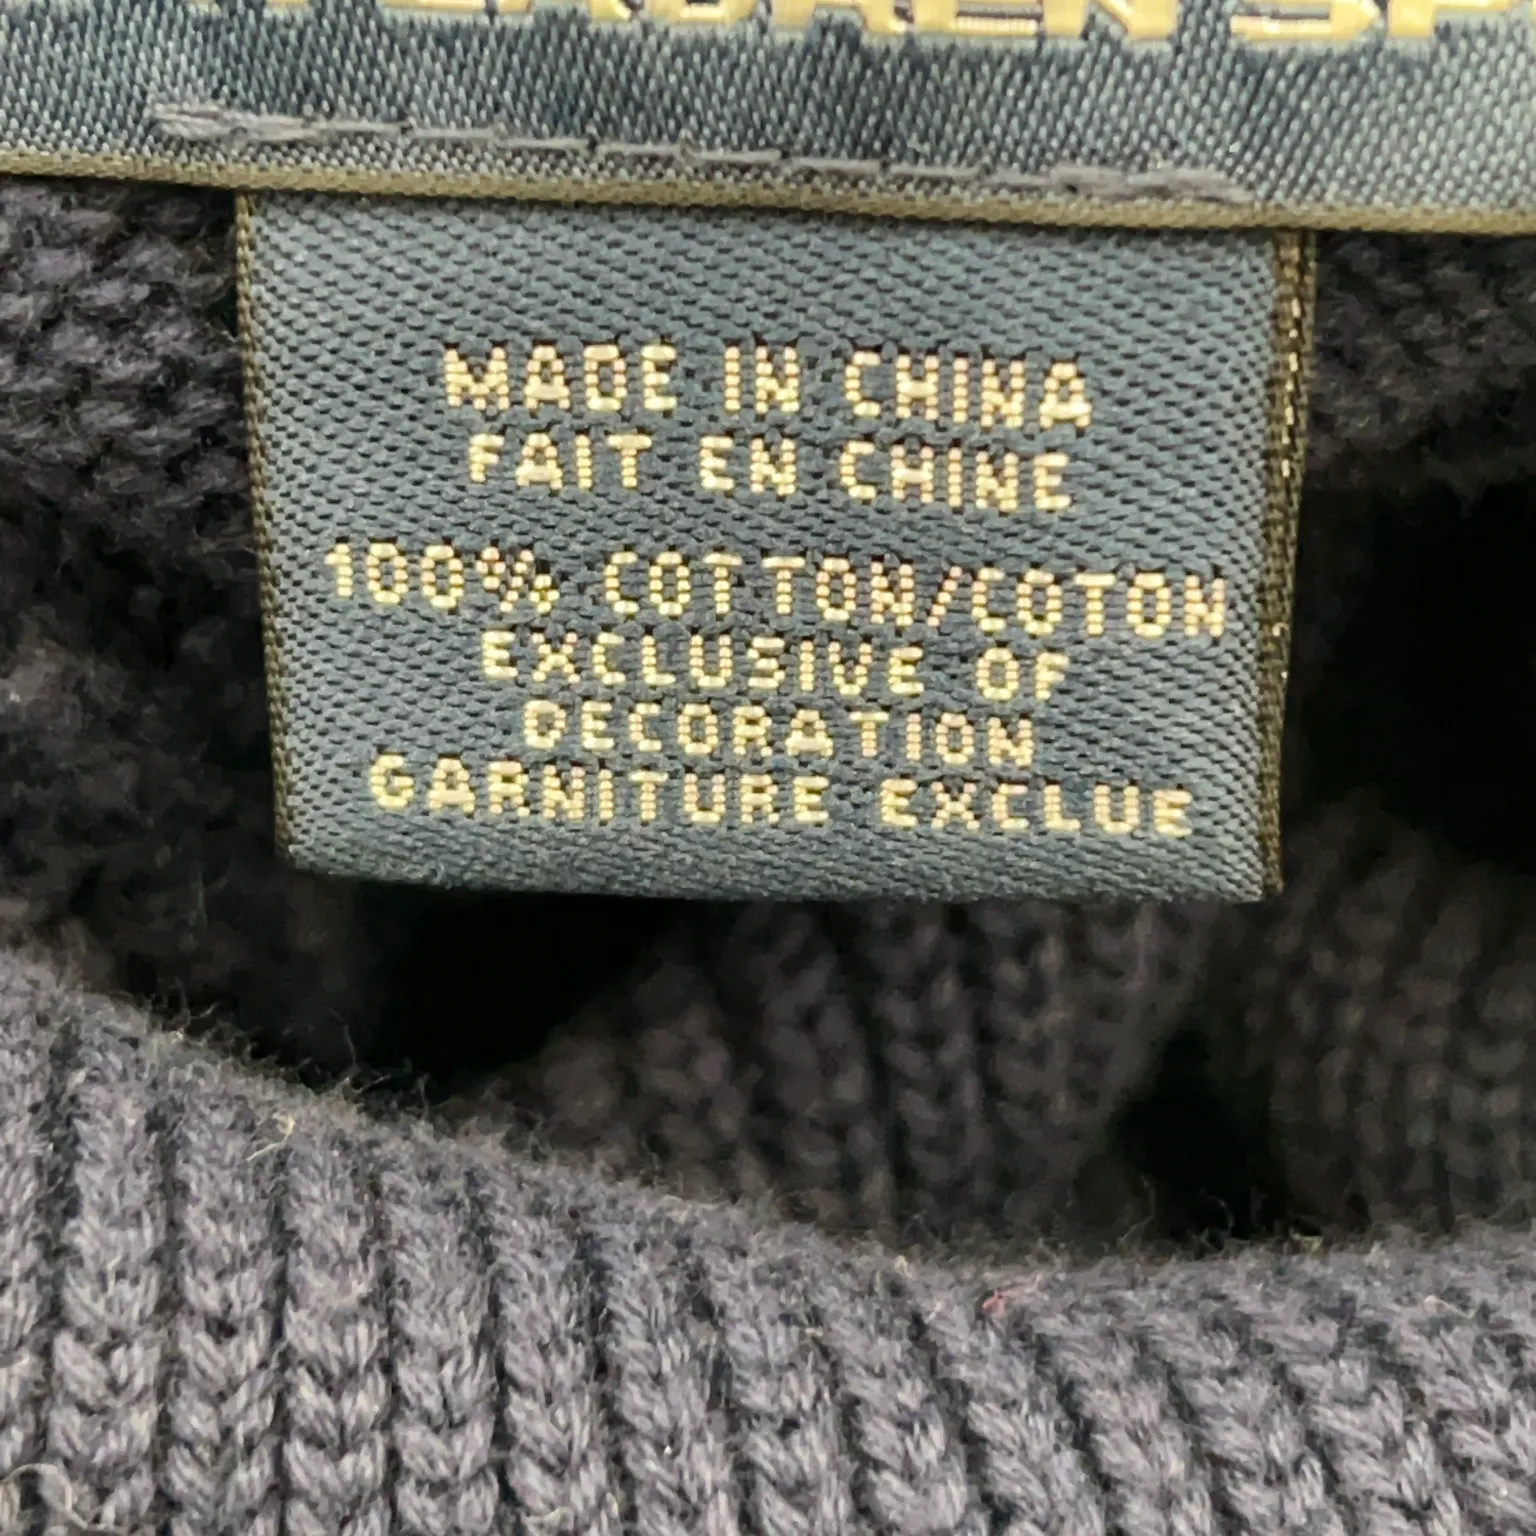 MADE IN CHINA
FAIT EN CHINE
100% COTTON/COTON
EXCLUSIVE OF
DECORATION
GARNITURE EXCLUE